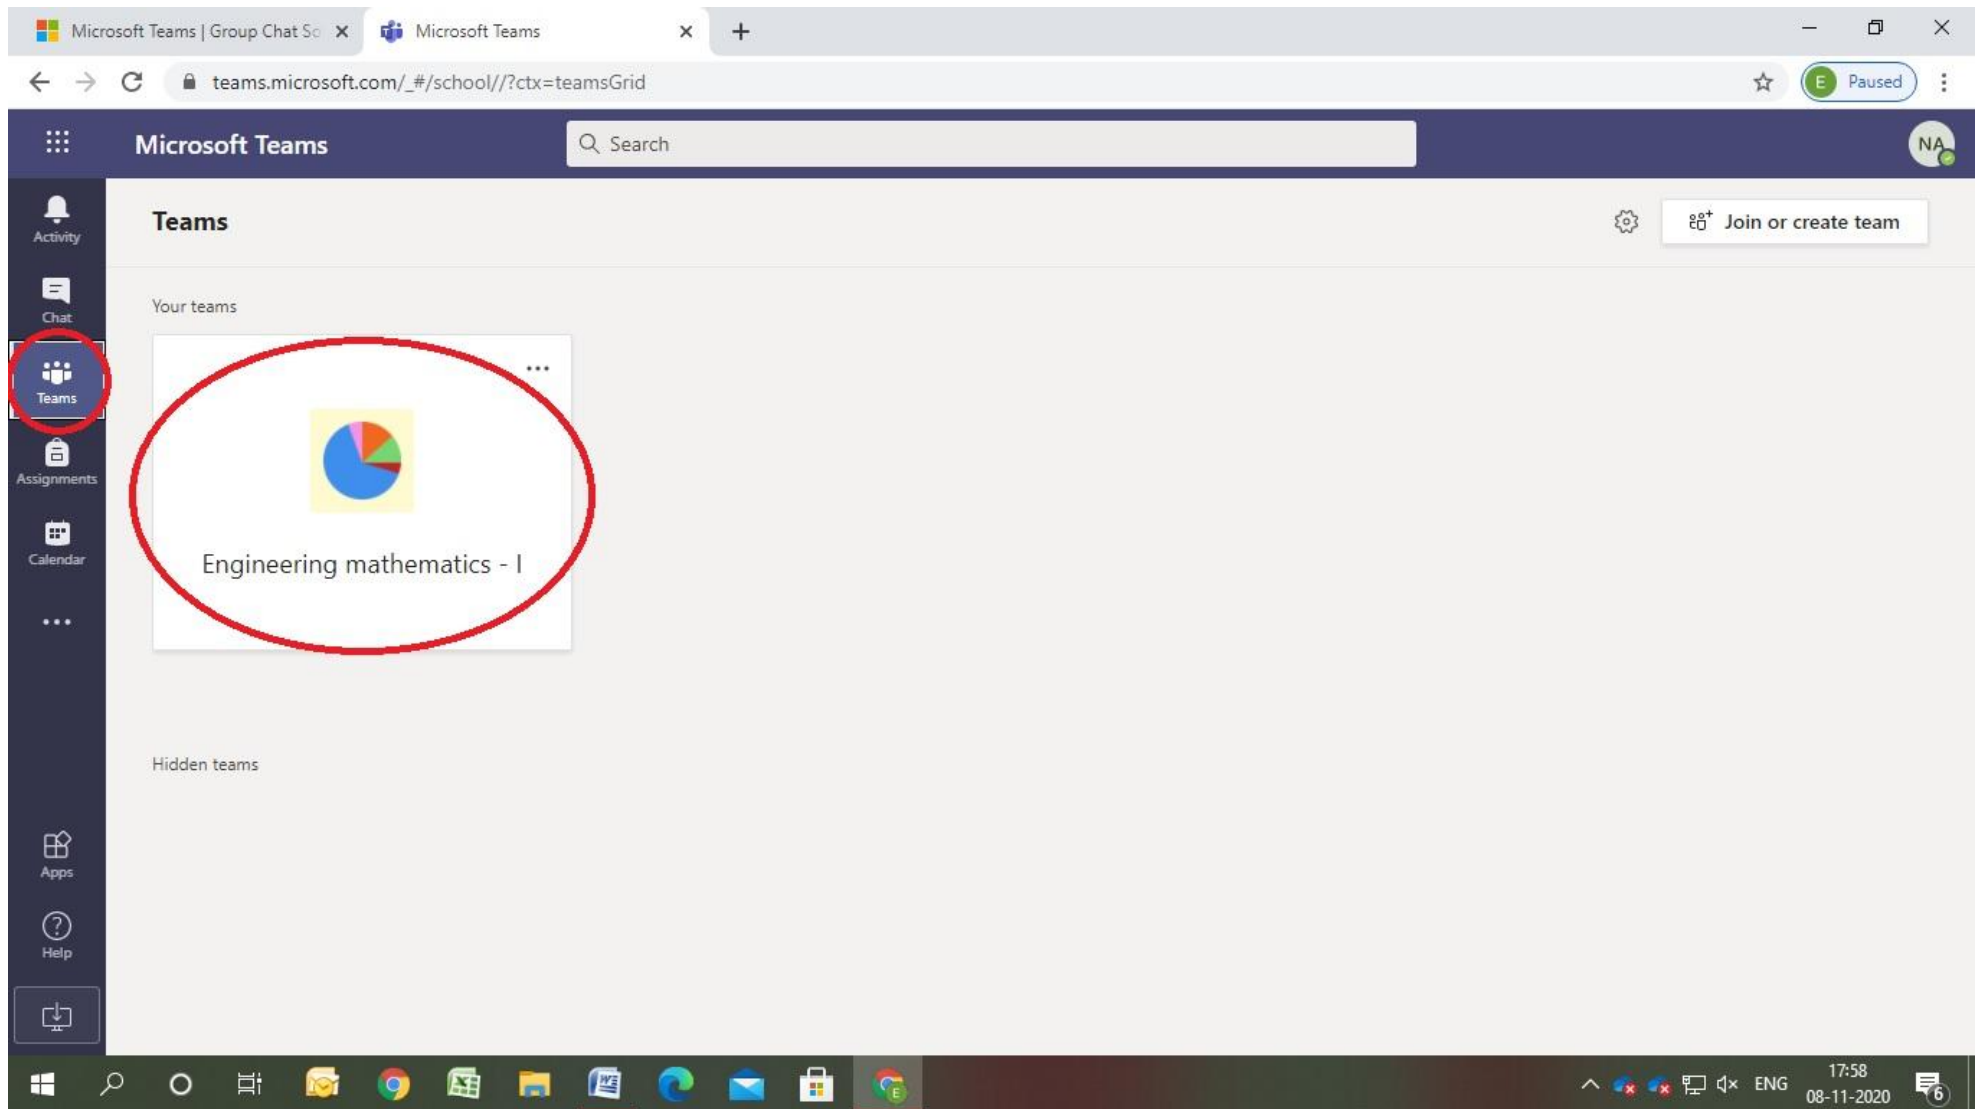 Microsoft Teams | Group Chat So
Microsoft Teams
teams.microsoft.com/_#/school//?ctx=teamsGrid
E Paused
Microsoft Teams
Search
NA
Activity
Teams
Join or create team
Chat
Your teams
Teams
Assignments
Engineering mathematics - I
Calendar
Hidden teams
Apps
Help
E
ENG
17:58
08-11-2020
6